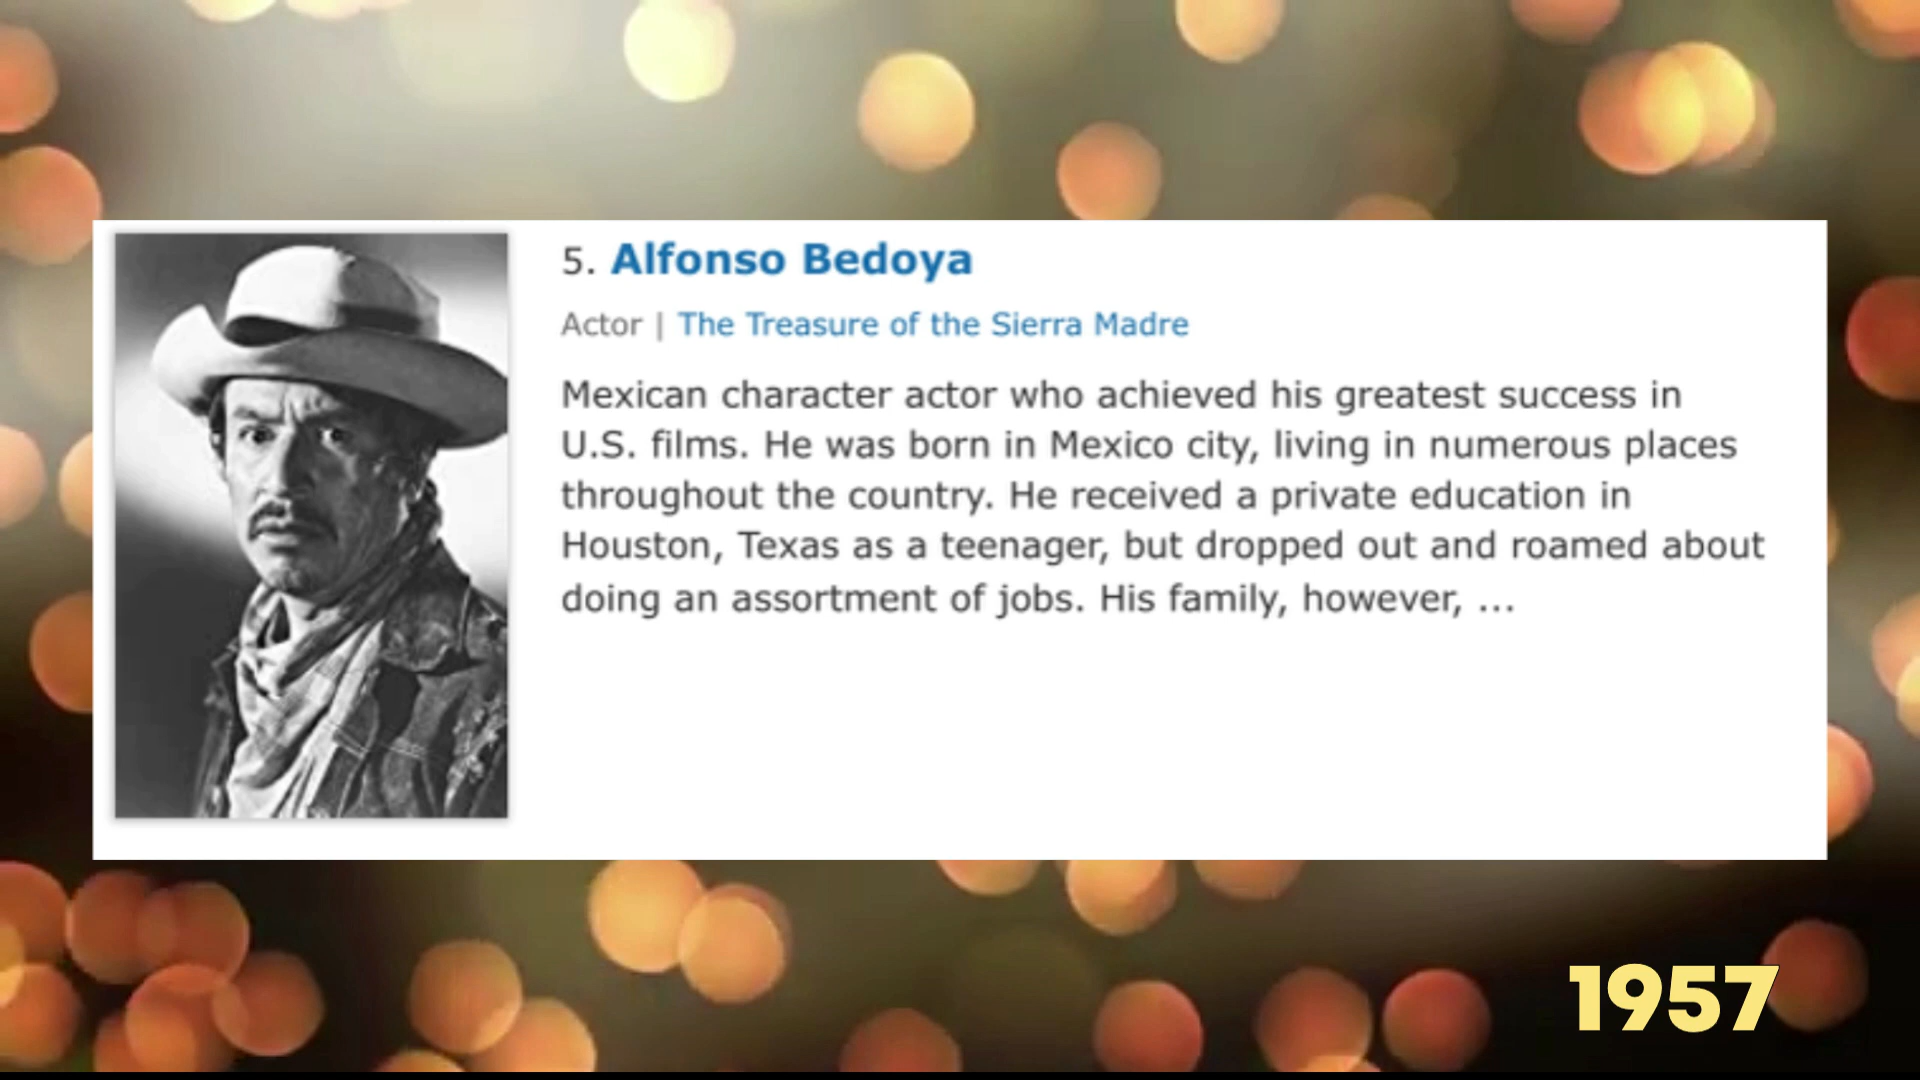 5. Alfonso Bedoya
Actor | The Treasure of the Sierra Madre
Mexican character actor who achieved his greatest success in
U.S. films. He was born in Mexico city, living in numerous places
throughout the country. He received a private education in
Houston, Texas as a teenager, but dropped out and roamed about
doing an assortment of jobs. His family, however, ...
1957